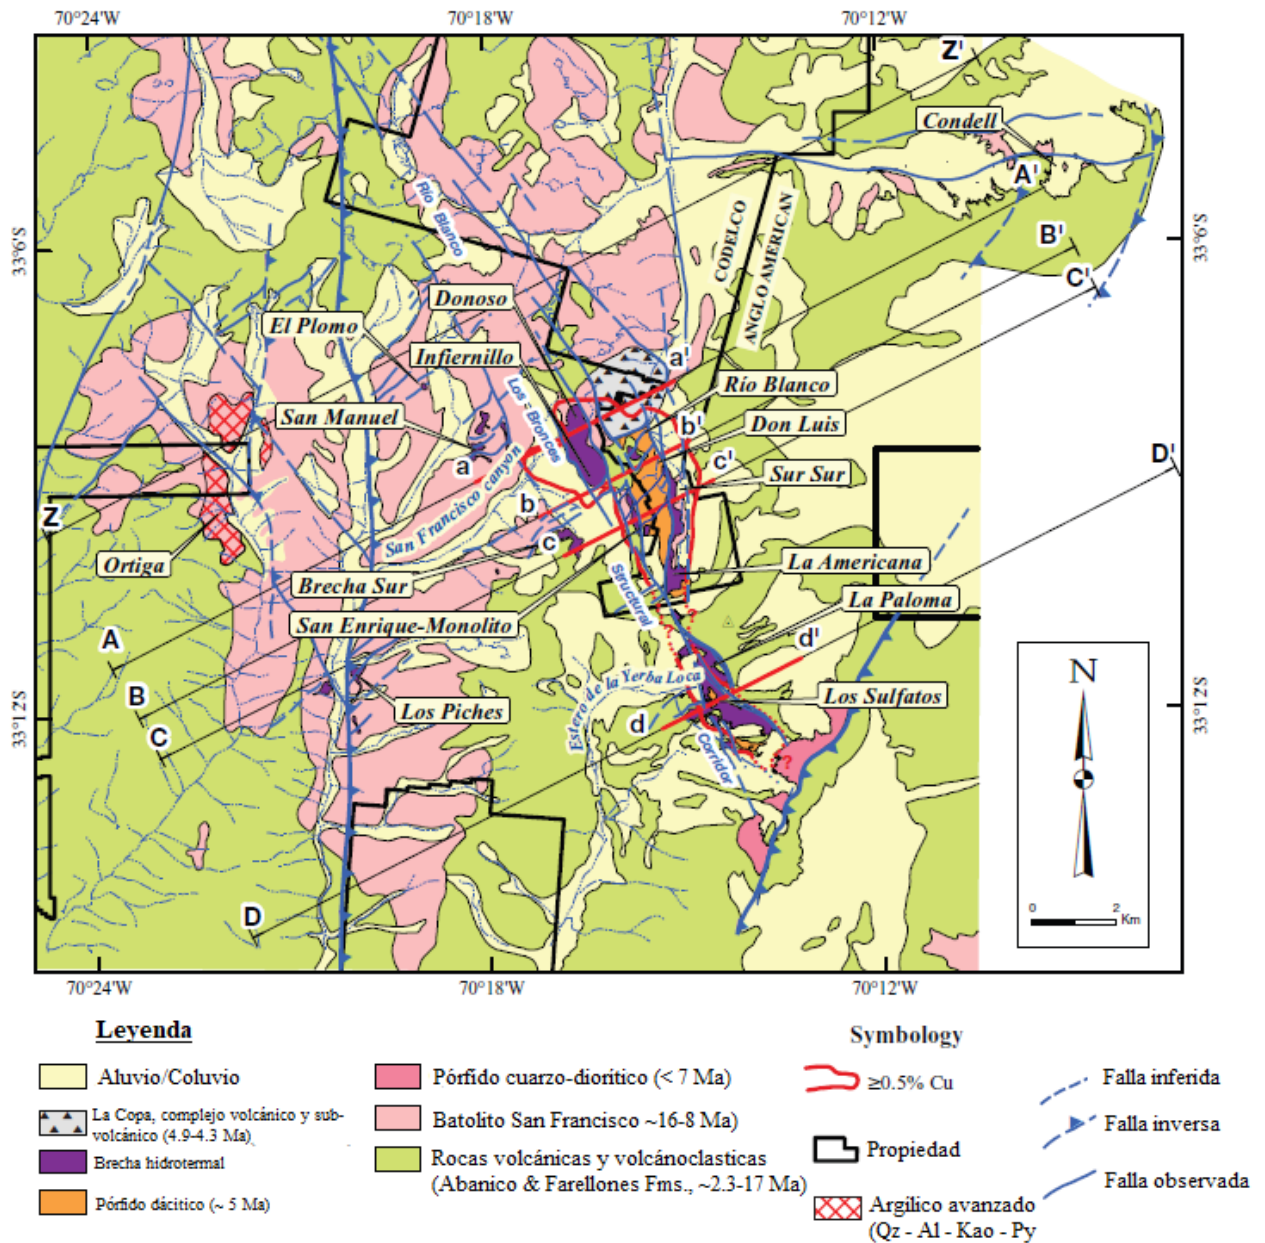 70°24'W
70°18'W
70°12'W
Z'
Condell
A'
Río Blanco
CODELCO
ANGLO AMERICAN
33°6'S
33°6'S
B'
C'
Donoso
El Plomo
Infiernillo
a'
Río Blanco
San Manuel
Los Bronces
b'
Don Luis
a
c'
D'
San Francisco canyon
Sur Sur
b
Z
c
Ortiga
Brecha Sur
La Americana
Structural
La Paloma
San Enrique-Monolito
?
A
d'
Estero de la Yerba Loca
Los Sulfatos
B
Los Piches
d
33°12'S
33°12'S
C
Corridor
?
N
D
0 2
Km
70°24'W
70°18'W
70°12'W
Leyenda
Aluvio/Coluvio
La Copa, complejo volcánico y sub-
volcánico (4.9-4.3 Ma)
Brecha hidrotermal
Pórfido dácitico (~ 5 Ma)
Pórfido cuarzo-diorítico (< 7 Ma)
Batolito San Francisco ~16-8 Ma)
Rocas volcánicas y volcánoclasticas
(Abanico & Farellones Fms., ~2.3-17 Ma)
Symbology
≥0.5% Cu
Propiedad
Argílico avanzado
(Qz - Al - Kao - Py
Falla inferida
Falla inversa
Falla observada